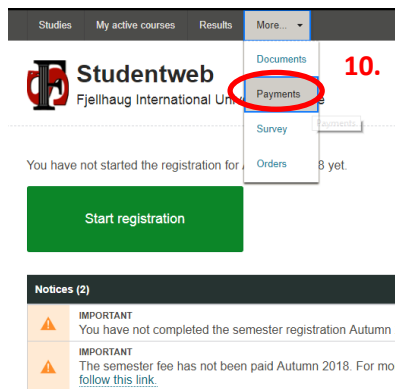 Studies My active courses Results More...
Documents
10.
Studentweb
Payments
Fjellhaug International
Payments
Survey
You have not started the registration for 8 yet.
Orders
Start registration
Notices (2)
IMPORTANT
You have not completed the semester registration Autumn
IMPORTANT
The semester fee has not been paid Autumn 2018. For mo
follow this link.